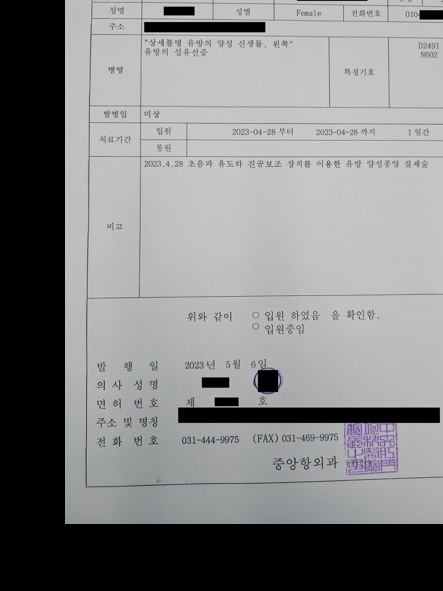 성명 성별 Female 전화번호 010-
주소
병명 "상세불명 유방의 양성 신생물, 왼쪽"
유방의 섬유선증
특정기호
D2491
N602
발병일 미상
치료기간 입원 2023-04-28 부터 2023-04-28 까지 1 일간
통원
비고 2023.4.28 초음파 유도하 진공보조 장치를 이용한 유방 양성종양 절제술
위와 같이 ○ 입원 하였음 을 확인함.
○ 입원중임
발 행 일 2023 년 5월 6일
의 사 성 명
면 허 번 호 제 호
주소 및 명칭
전 화 번 호 031-444-9975 (FAX) 031-469-9975
중앙항외과